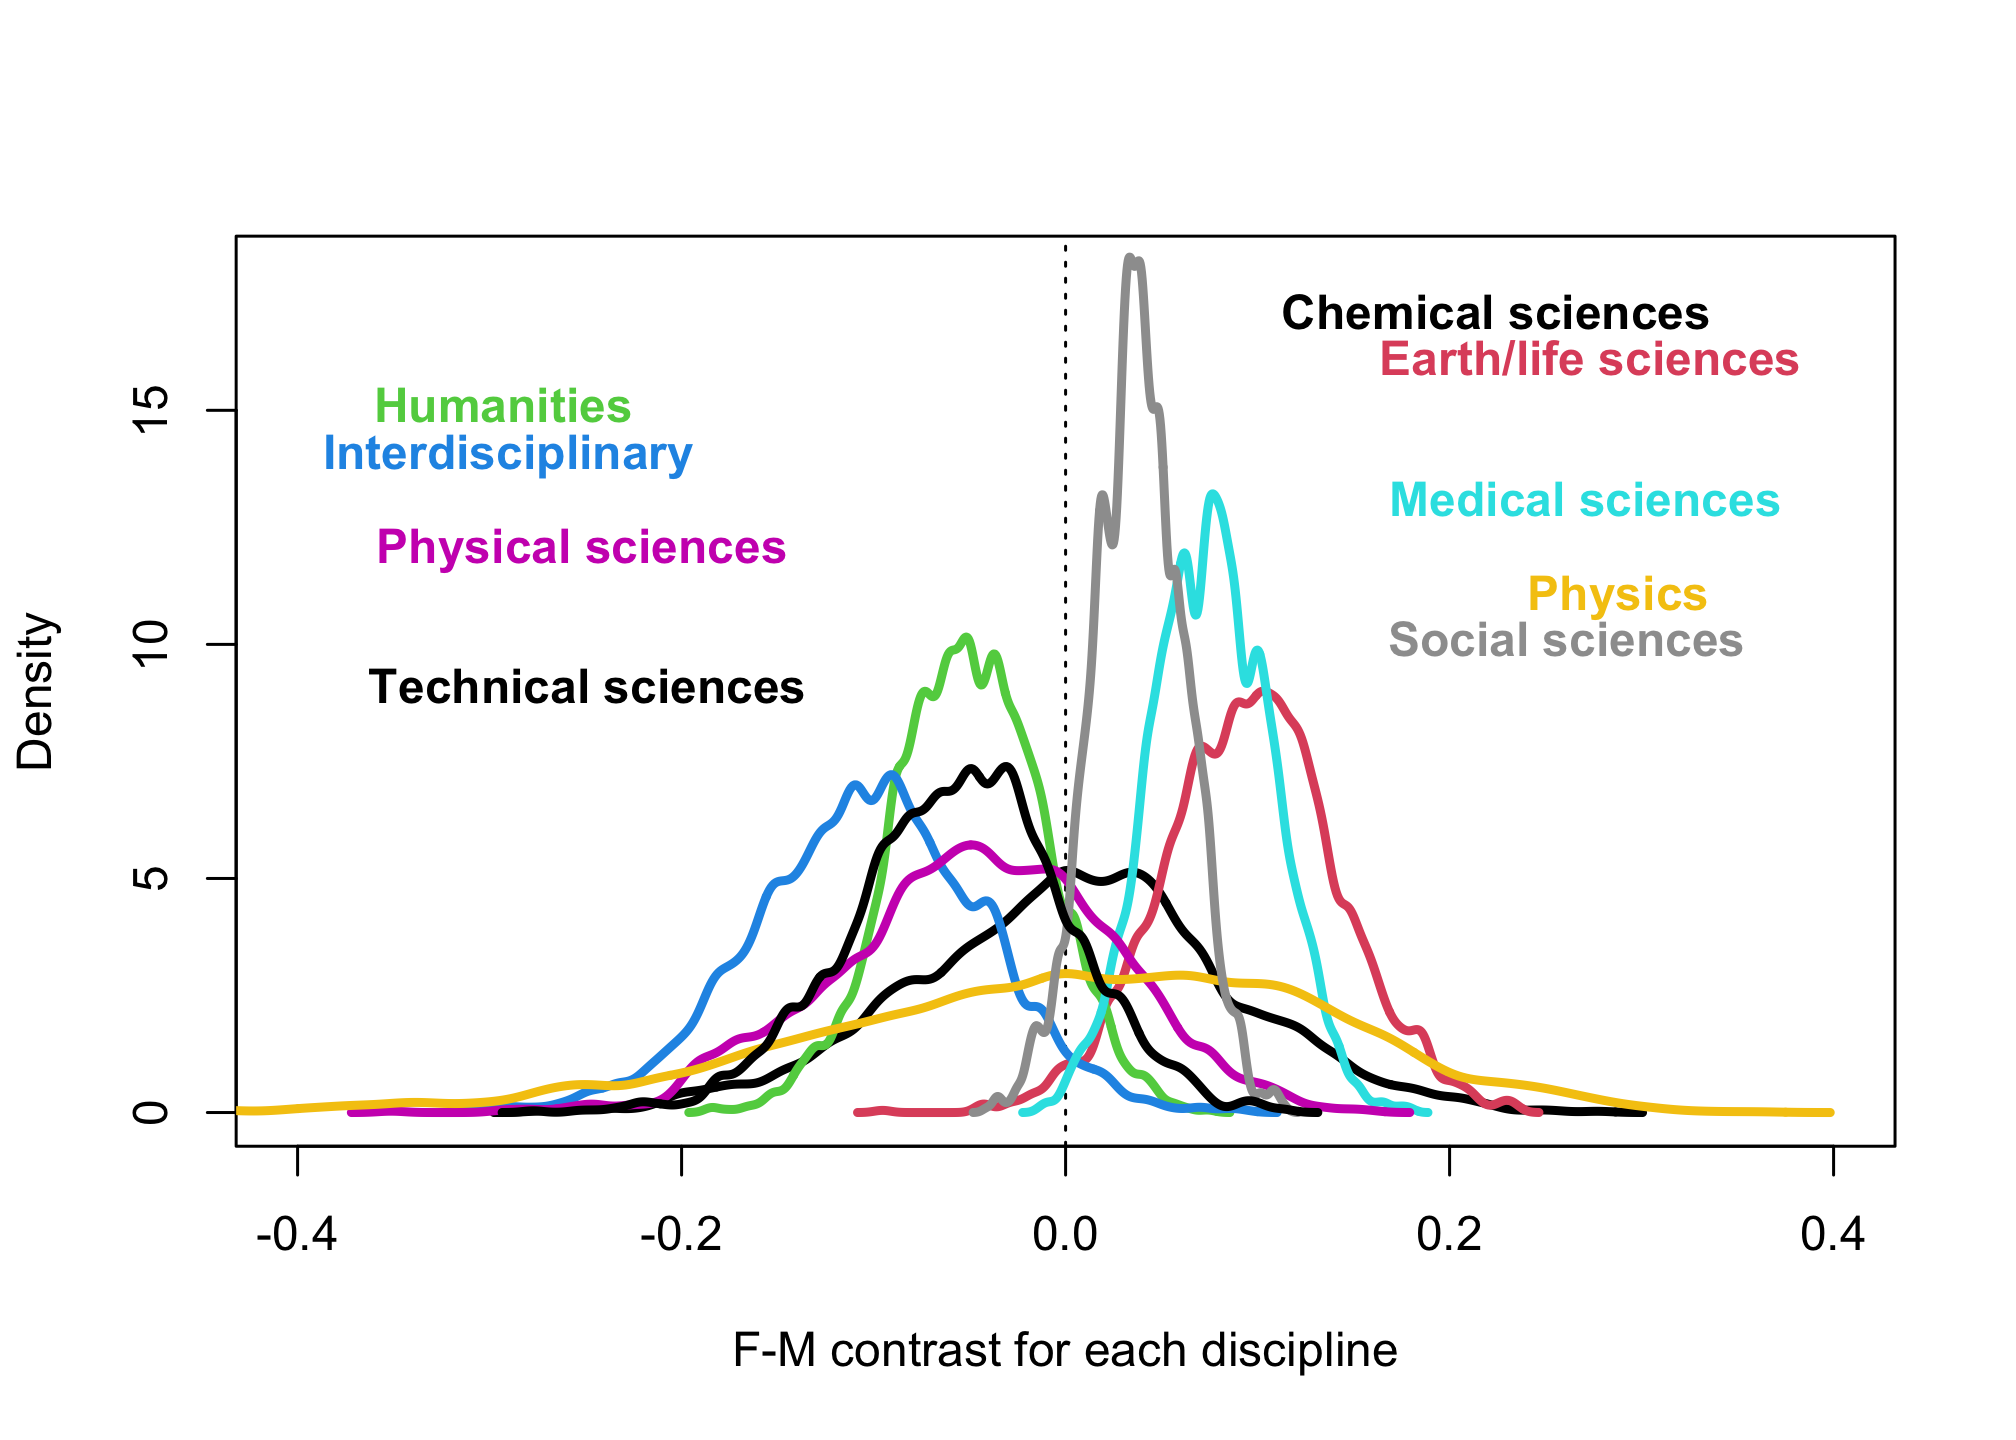 Chemical sciences
Earth/life sciences
Humanities
Interdisciplinary
Medical sciences
Physical sciences
Physics
Social sciences
Technical sciences
Density
15
10
5
0
-0.4
-0.2
0.0
0.2
0.4
F-M contrast for each discipline